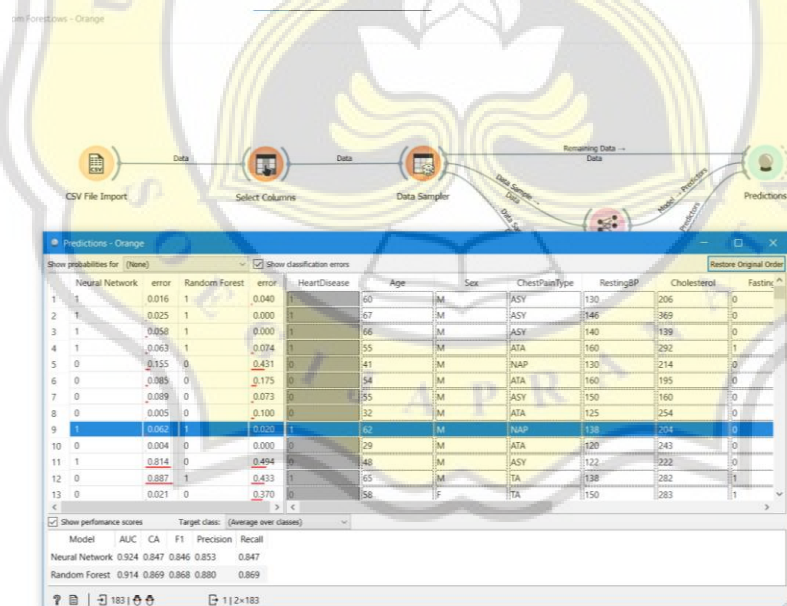 om Forest.ows - Orange
Data
Data
Remaining Data →
Data
CSV File Import
Select Columns
Data Sampler
Data Sample →
Data
Model → Predictors
Predictors
Predictions
Predictions - Orange
Show probabilities for (None) Show classification errors Restore Original Order
Neural Network error Random Forest error HeartDisease Age Sex ChestPainType RestingBP Cholesterol Fasting
1 1 0.016 1 0.040 1 60 M ASY 130 206 0
2 1 0.025 1 0.000 1 67 M ASY 146 369 0
3 1 0.058 1 0.000 1 66 M ASY 140 139 0
4 1 0.063 1 0.074 1 55 M ATA 160 292 1
5 0 0.155 0 0.431 0 41 M NAP 130 214 0
6 0 0.085 0 0.175 0 54 M ATA 160 195 0
7 0 0.089 0 0.073 0 55 M ASY 150 160 0
8 0 0.005 0 0.100 0 32 M ATA 125 254 0
9 1 0.062 1 0.020 1 62 M NAP 138 204 0
10 0 0.004 0 0.000 0 29 M ATA 120 243 0
11 1 0.814 0 0.494 0 48 M ASY 122 222 0
12 0 0.887 1 0.433 1 65 M TA 138 282 1
13 0 0.021 0 0.370 0 58 F TA 150 283 1
Show perfomance scores Target class: (Average over classes)
Model AUC CA F1 Precision Recall
Neural Network 0.924 0.847 0.846 0.853 0.847
Random Forest 0.914 0.869 0.868 0.880 0.869
183 | 1 | 2×183
SOEGIJAPRANATA